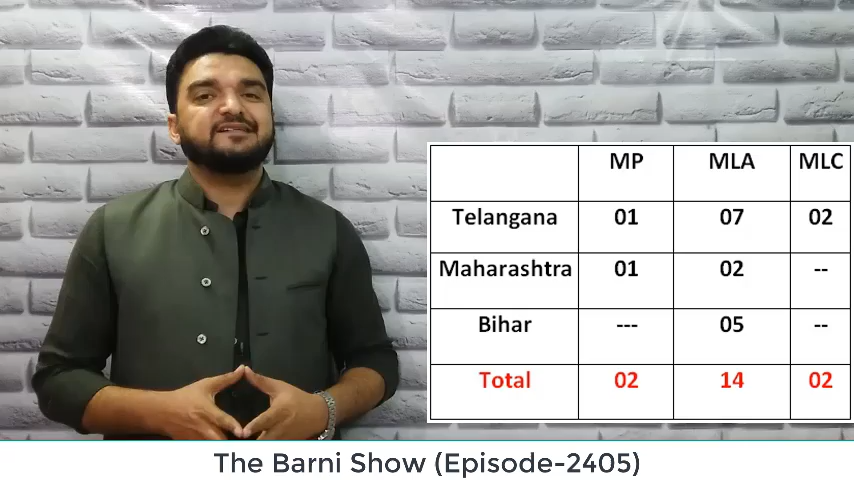 MP MLA MLC
Telangana 01 07 02
Maharashtra 01 02 --
Bihar --- 05 --
Total 02 14 02
The Barni Show (Episode-2405)